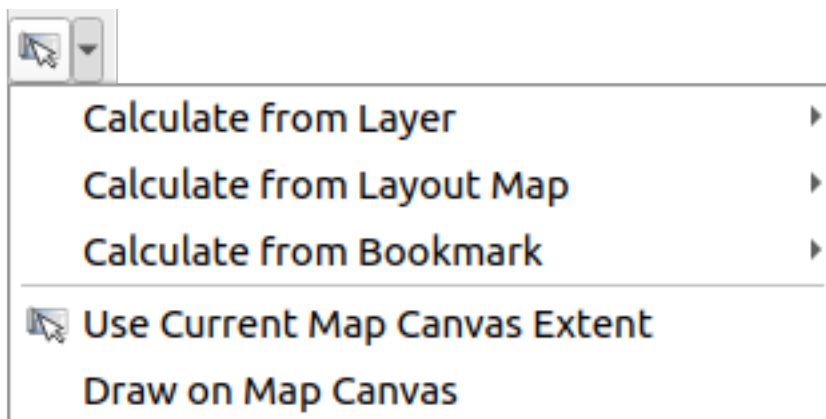 Calculate from Layer
Calculate from Layout Map
Calculate from Bookmark
Use Current Map Canvas Extent
Draw on Map Canvas